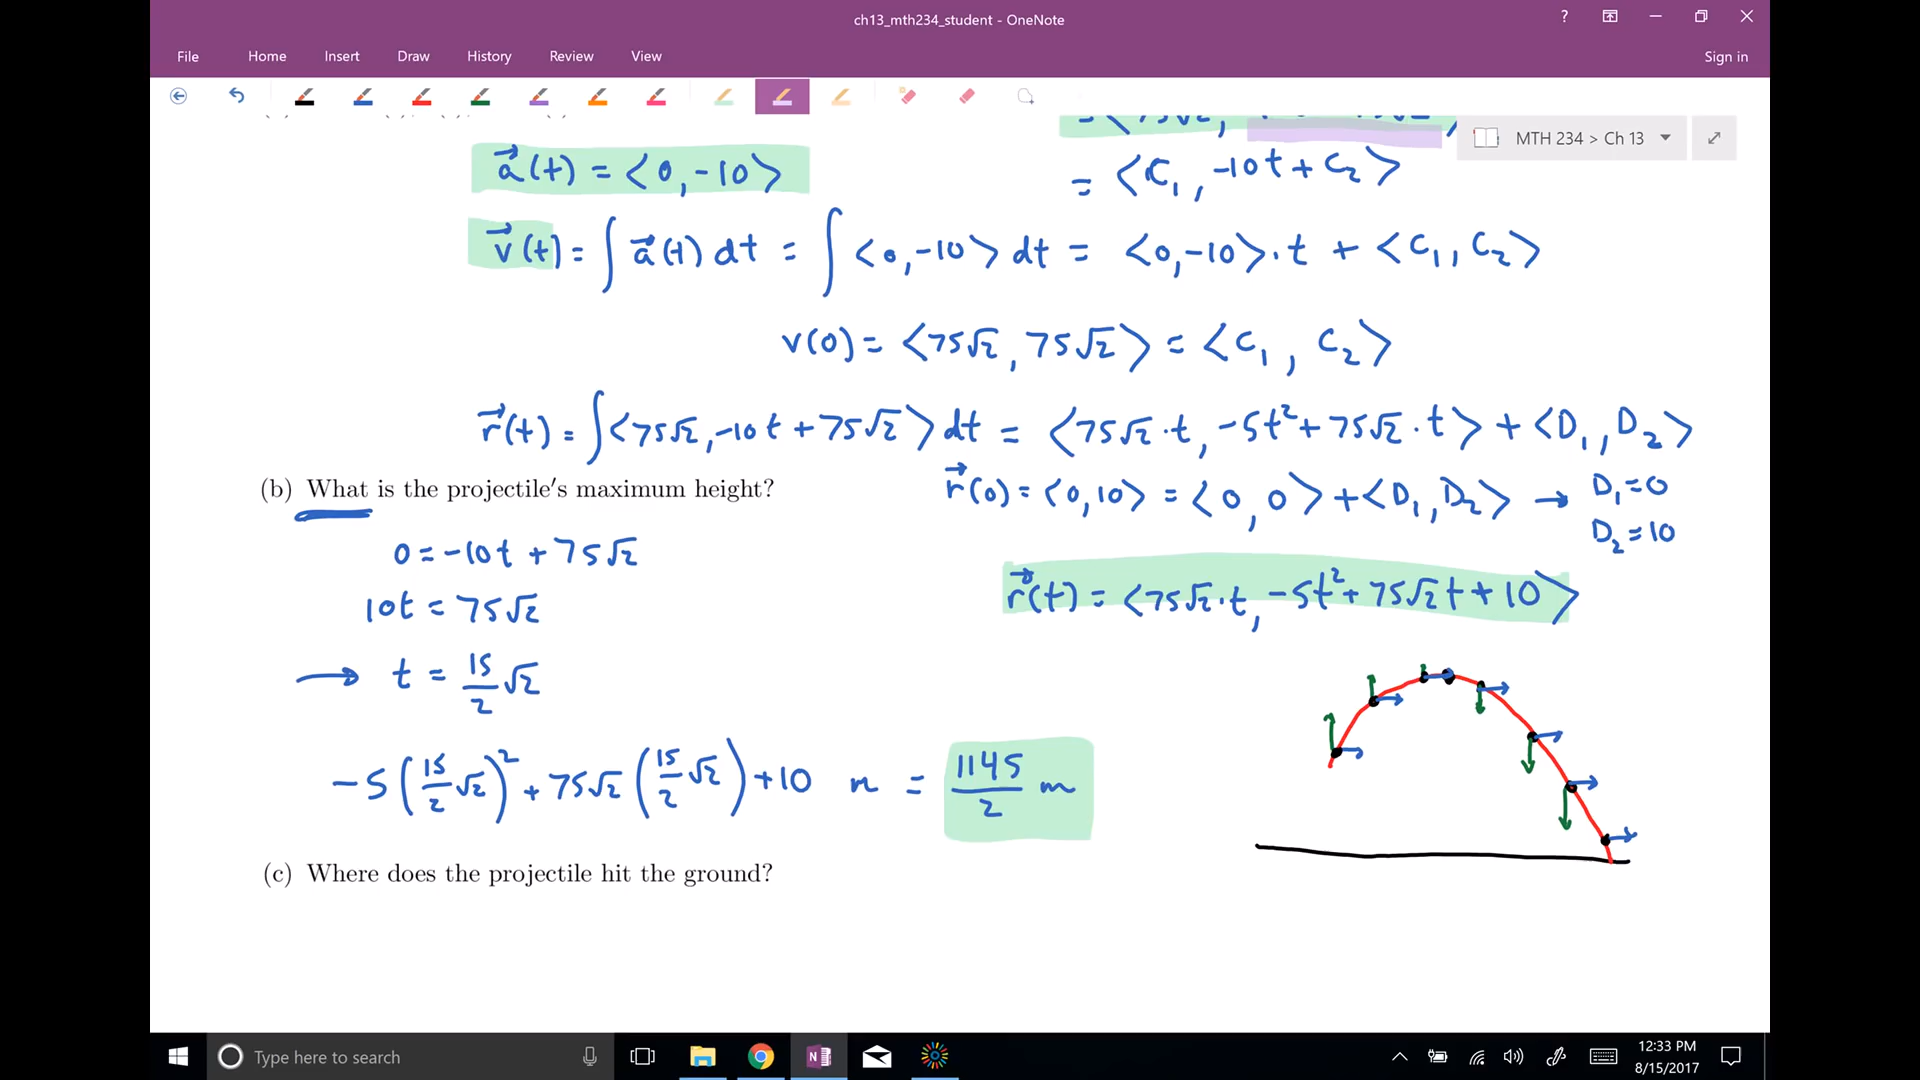 ch13_mth234_student - OneNote
?
File Home Insert Draw History Review View Sign in
MTH 234 > Ch 13
a⃗(t) = <0, -10>
= <C₁, -10t + C₂>
v⃗(t) = ∫ a⃗(t) dt = ∫ <0, -10> dt = <0, -10>·t + <C₁, C₂>
v(0) = <75√2, 75√2> = <C₁, C₂>
r⃗(t) = ∫<75√2, -10t + 75√2> dt = <75√2·t, -5t² + 75√2·t> + <D₁, D₂>
(b) What is the projectile's maximum height?
r⃗(0) = <0, 10> = <0, 0> + <D₁, D₂> → D₁ = 0
D₂ = 10
0 = -10t + 75√2
10t = 75√2
r⃗(t) = <75√2·t, -5t² + 75√2t + 10>
→ t = 15/2 √2
-5(15/2 √2)² + 75√2(15/2 √2) + 10 m = 1145/2 m
(c) Where does the projectile hit the ground?
Type here to search
12:33 PM
8/15/2017